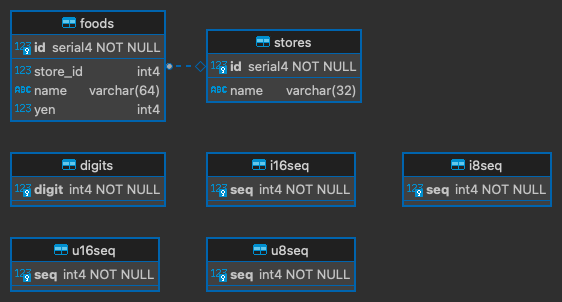 foods
123 id serial4 NOT NULL
123 store_id int4
ABC name varchar(64)
123 yen int4
stores
123 id serial4 NOT NULL
ABC name varchar(32)
digits
123 digit int4 NOT NULL
i16seq
123 seq int4 NOT NULL
i8seq
123 seq int4 NOT NULL
u16seq
123 seq int4 NOT NULL
u8seq
123 seq int4 NOT NULL